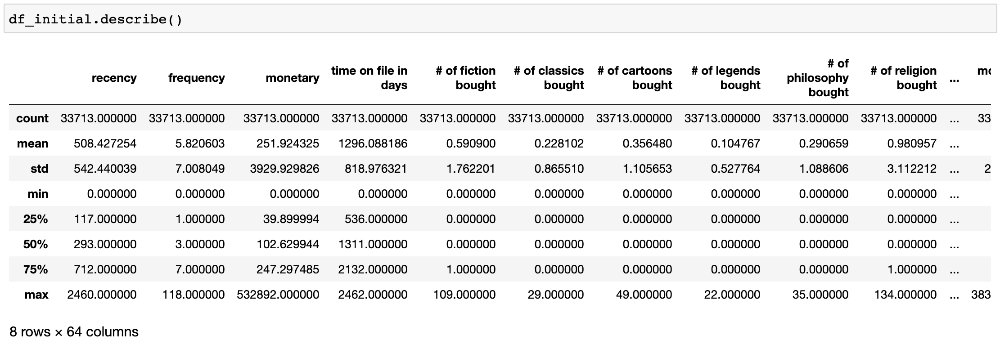 df_initial.describe()
recency frequency monetary time on file in days # of fiction bought # of classics bought # of cartoons bought # of legends bought # of philosophy bought # of religion bought ... mo
count 33713.000000 33713.000000 33713.000000 33713.000000 33713.000000 33713.000000 33713.000000 33713.000000 33713.000000 33713.000000 ... 33
mean 508.427254 5.820603 251.924325 1296.088186 0.590900 0.228102 0.356480 0.104767 0.290659 0.980957 ...
std 542.440039 7.008049 3929.929826 818.976321 1.762201 0.865510 1.105653 0.527764 1.088606 3.112212 ... 2
min 0.000000 0.000000 0.000000 0.000000 0.000000 0.000000 0.000000 0.000000 0.000000 0.000000 ...
25% 117.000000 1.000000 39.899994 536.000000 0.000000 0.000000 0.000000 0.000000 0.000000 0.000000 ...
50% 293.000000 3.000000 102.629944 1311.000000 0.000000 0.000000 0.000000 0.000000 0.000000 0.000000 ...
75% 712.000000 7.000000 247.297485 2132.000000 1.000000 0.000000 0.000000 0.000000 0.000000 1.000000 ...
max 2460.000000 118.000000 532892.000000 2462.000000 109.000000 29.000000 49.000000 22.000000 35.000000 134.000000 ... 383
8 rows × 64 columns